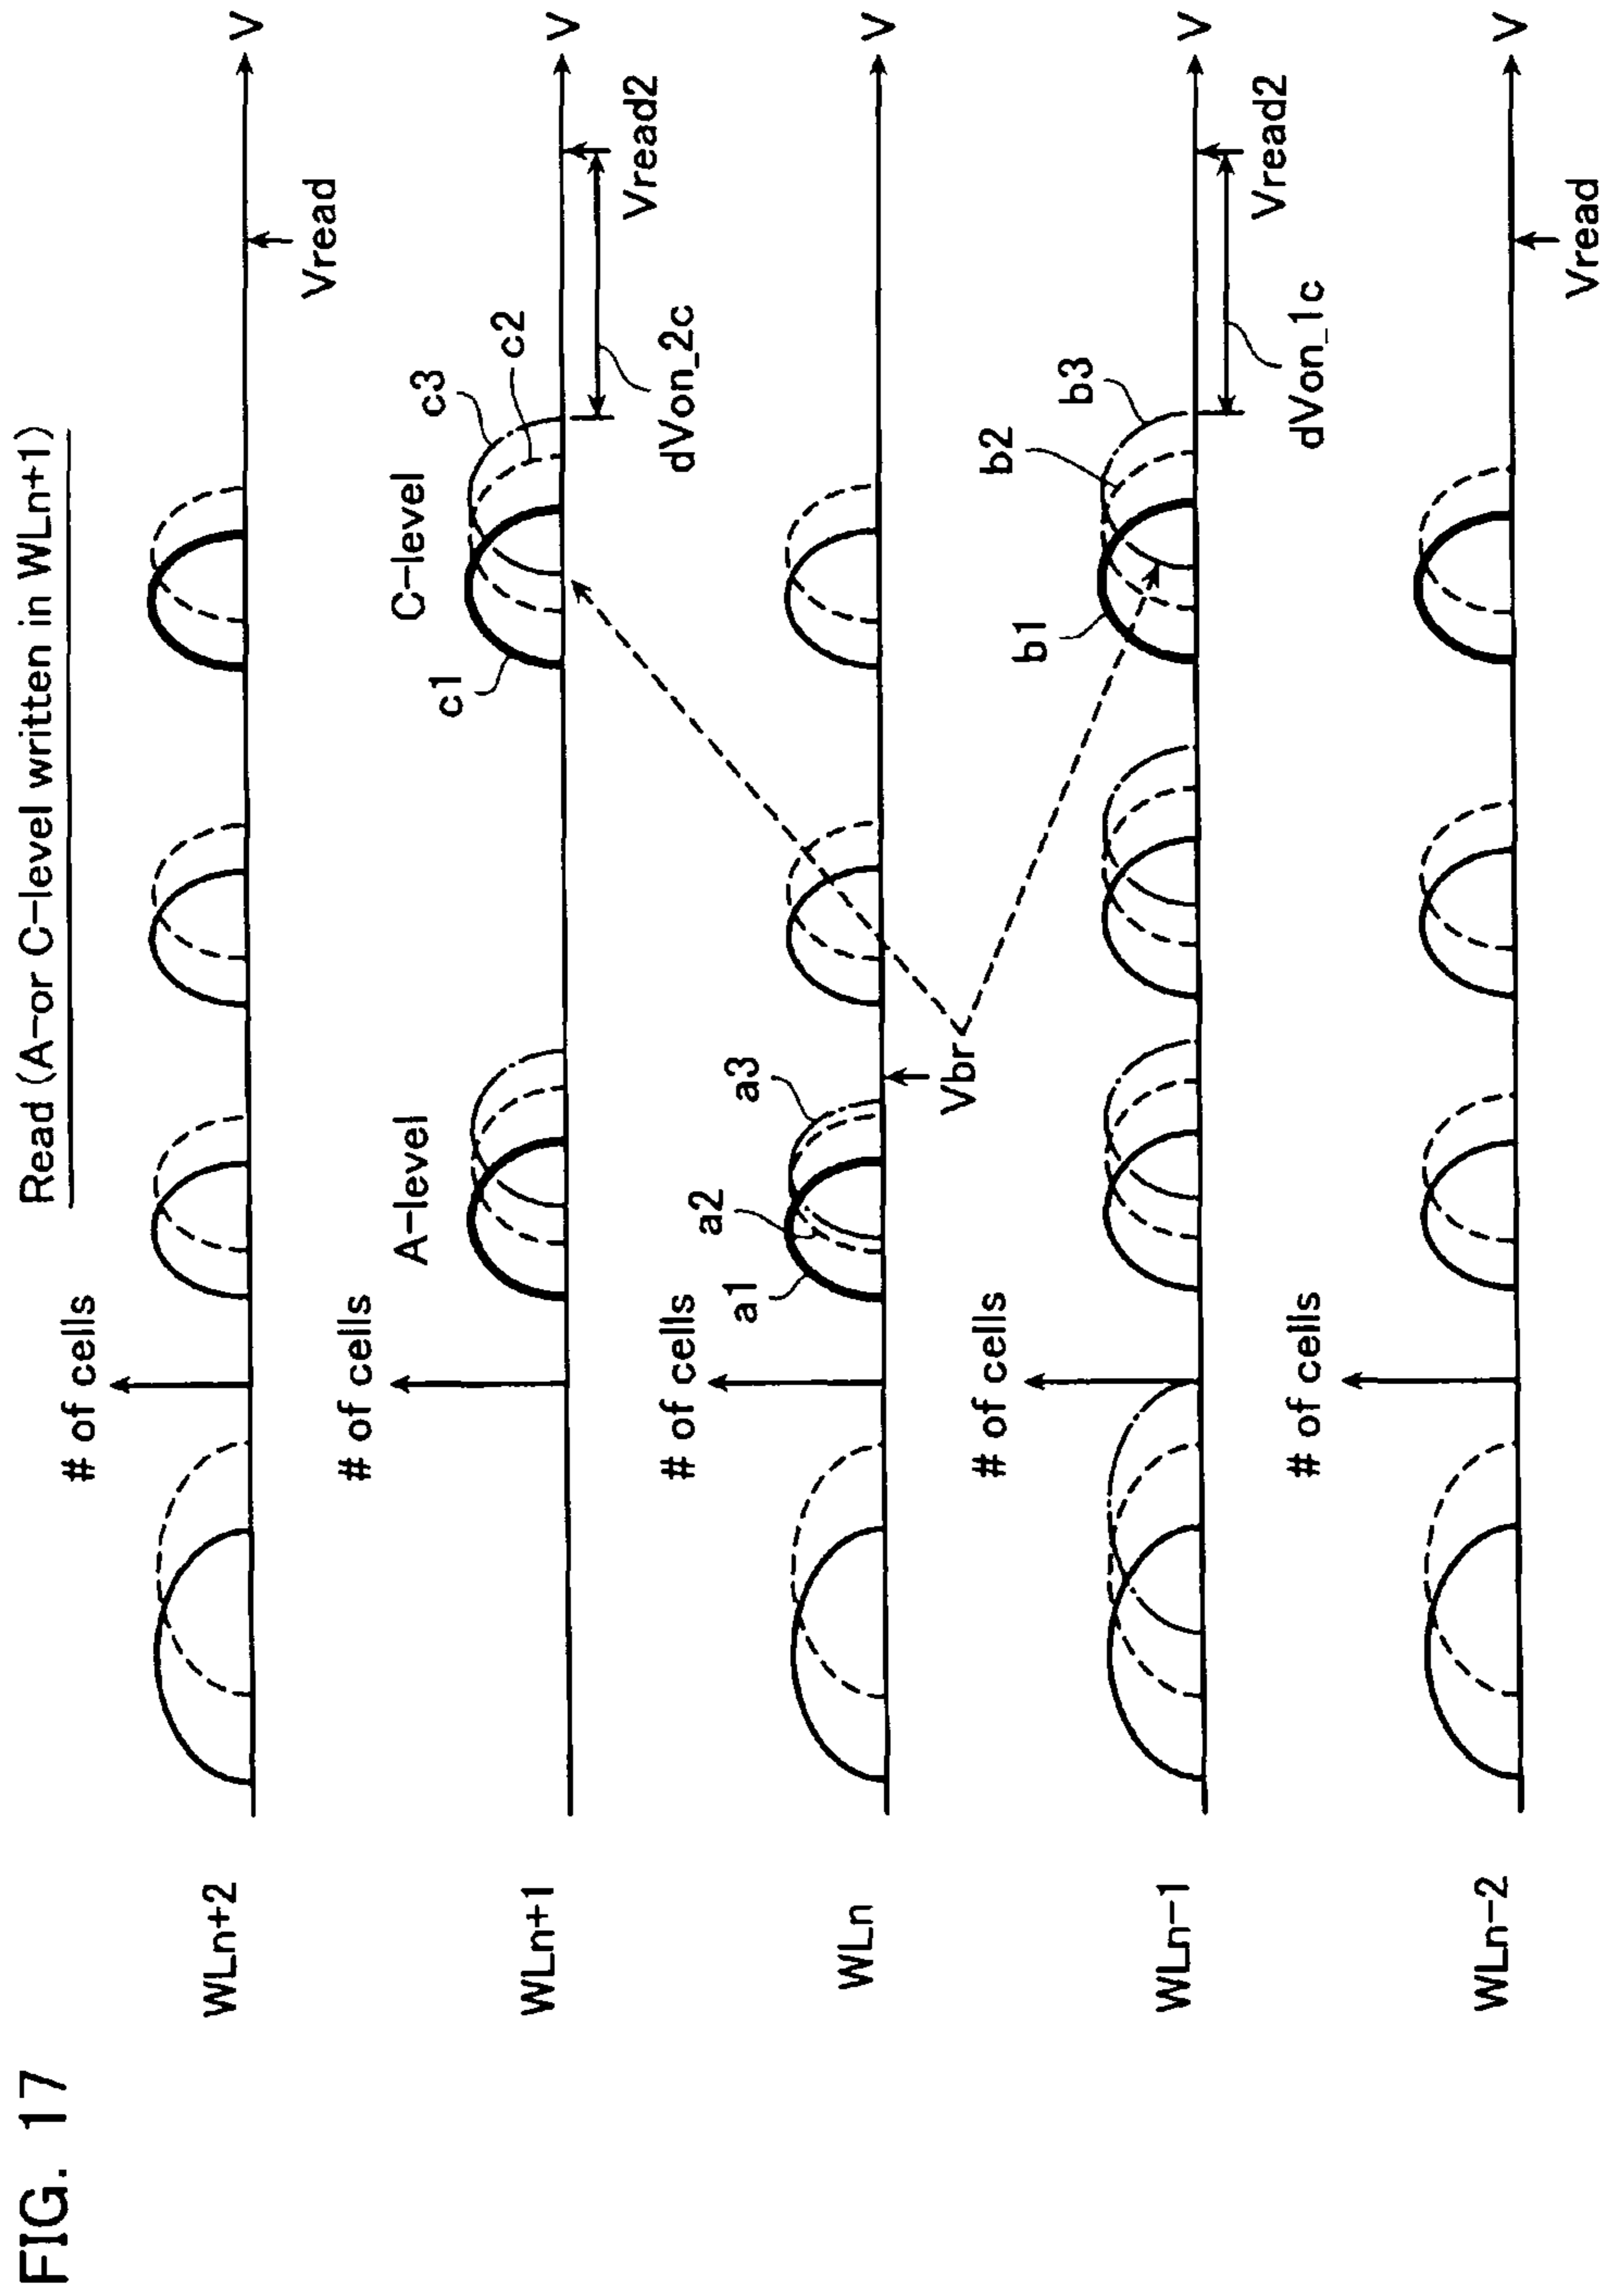 FIG. 17
Read (A-or C-level written in WLn+1)
WLn+2
# of cells
Vread
V
WLn+1
# of cells
A-level
c1
C-level
c3
c2
dVon_2c
Vread2
V
WLn
# of cells
a1
a2
a3
Vbr
V
WLn-1
# of cells
b1
b2
b3
dVon_1c
Vread2
V
WLn-2
# of cells
Vread
V